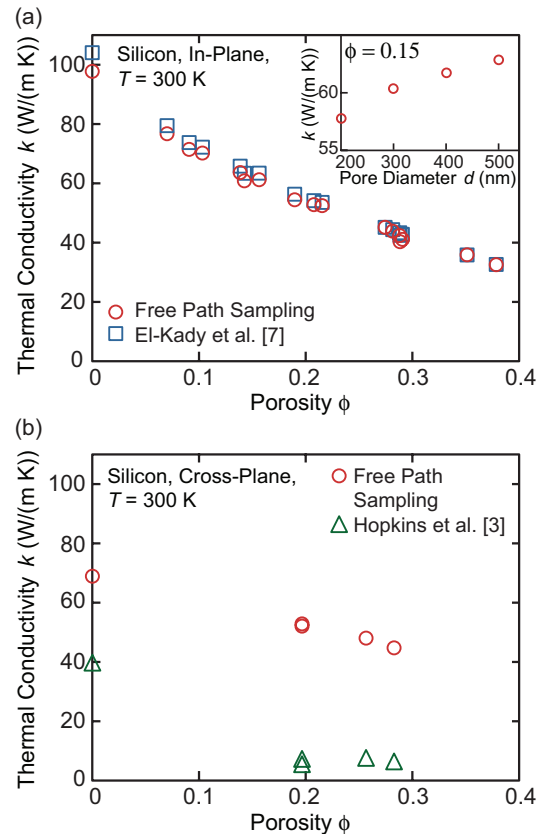 (a)
Silicon, In-Plane,
T = 300 K
ϕ = 0.15
k (W/(m K))
60
55
200 300 400 500
Pore Diameter d (nm)
Thermal Conductivity k (W/(m K))
100
80
60
40
20
0
Free Path Sampling
El-Kady et al. [7]
0 0.1 0.2 0.3 0.4
Porosity ϕ
(b)
Silicon, Cross-Plane,
T = 300 K
Free Path
Sampling
Hopkins et al. [3]
Thermal Conductivity k (W/(m K))
100
80
60
40
20
0
0 0.1 0.2 0.3 0.4
Porosity ϕ